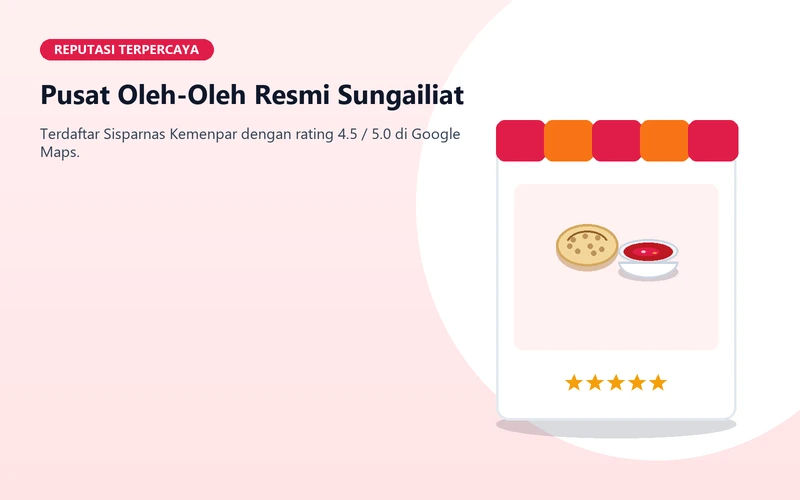 REPUTASI TERPERCAYA
Pusat Oleh-Oleh Resmi Sungailiat
Terdaftar Sisparnas Kemenpar dengan rating 4.5 / 5.0 di Google
Maps.